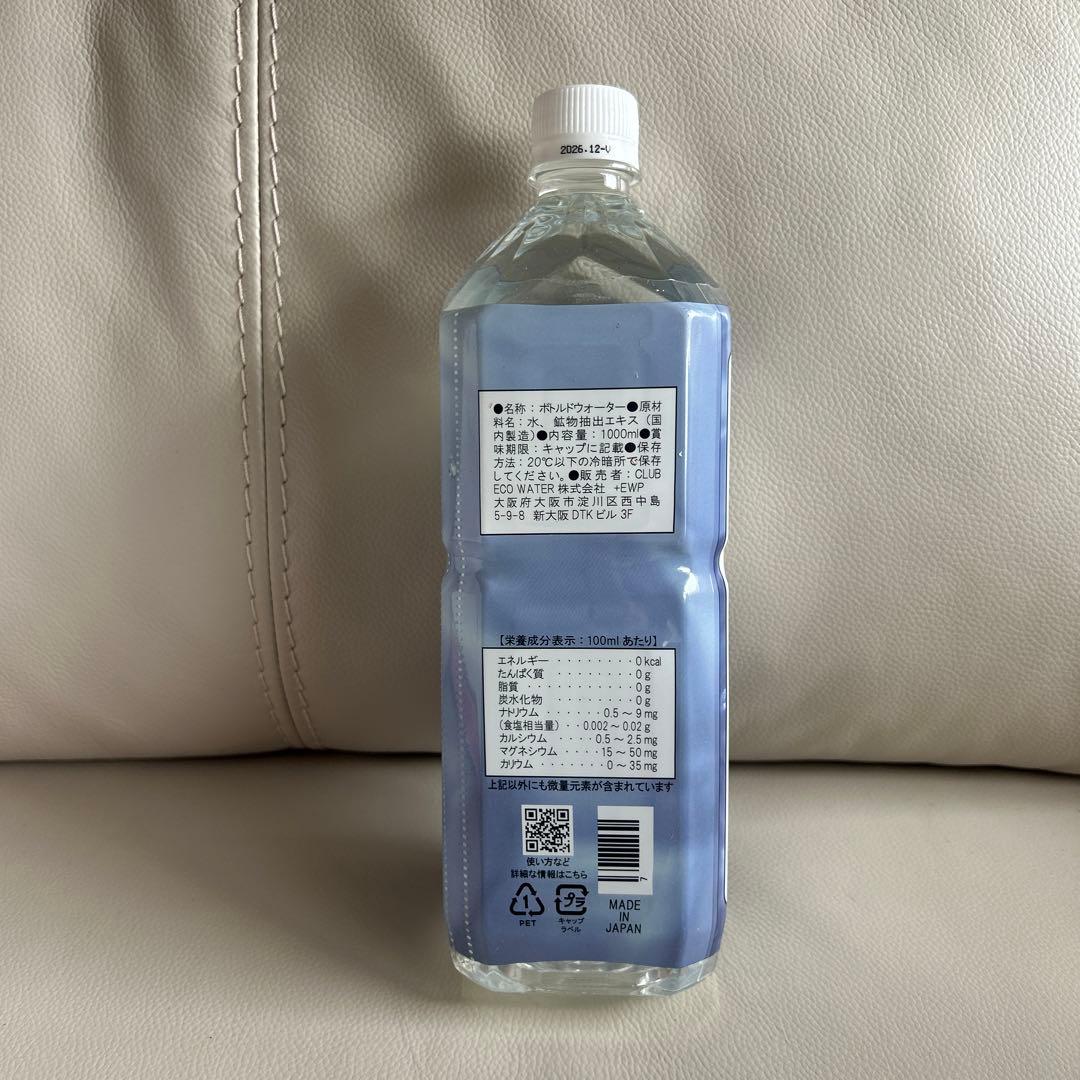 2026.12-V
●名称：ボトルドウォーター●原材
料名：水、鉱物抽出エキス（国
内製造）●内容量：1000ml●賞
味期限：キャップに記載●保存
方法：20℃以下の冷暗所で保存
してください。●販売者：CLUB
ECO WATER 株式会社 +EWP
大阪府大阪市淀川区西中島
5-9-8 新大阪 DTK ビル 3F
【栄養成分表示：100ml あたり】
エネルギー ········ 0 kcal
たんぱく質 ········· 0 g
脂質 ··········· 0 g
炭水化物 ········· 0 g
ナトリウム ······ 0.5 ～ 9 mg
（食塩相当量）·· 0.002 ～ 0.02 g
カルシウム ···· 0.5 ～ 2.5 mg
マグネシウム ···· 15 ～ 50 mg
カリウム ······· 0 ～ 35 mg
上記以外にも微量元素が含まれています
使い方など
詳細な情報はこちら
7
1
PET
プラ
キャップ
ラベル
MADE
IN
JAPAN